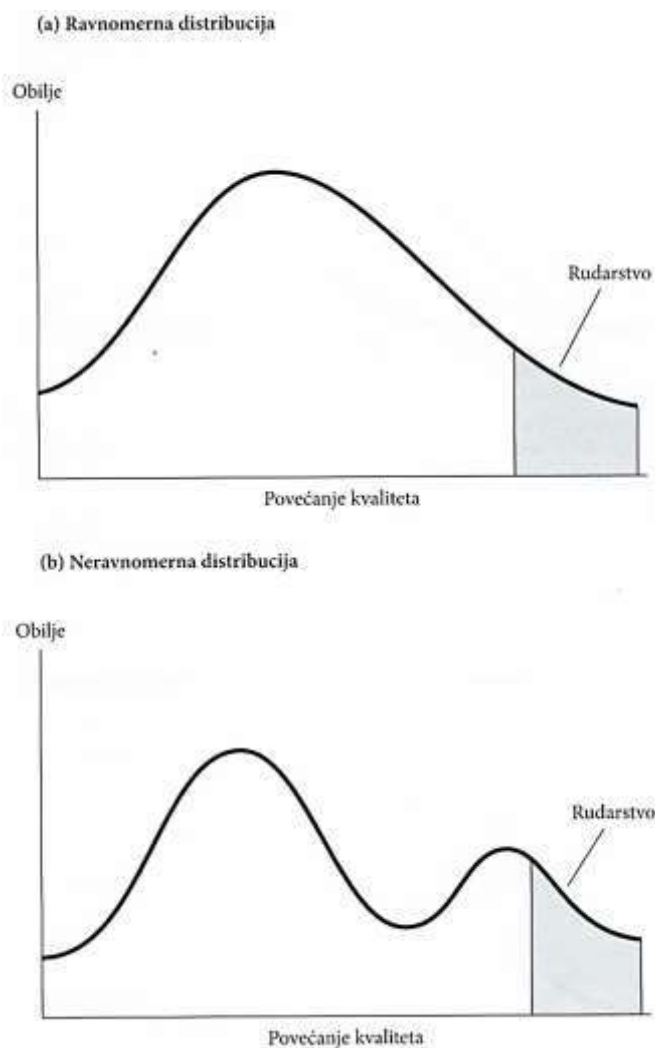 (a) Ravnomerna distribucija
Obilje
Rudarstvo
Povećanje kvaliteta
(b) Neravnomerna distribucija
Obilje
Rudarstvo
Povećanje kvaliteta